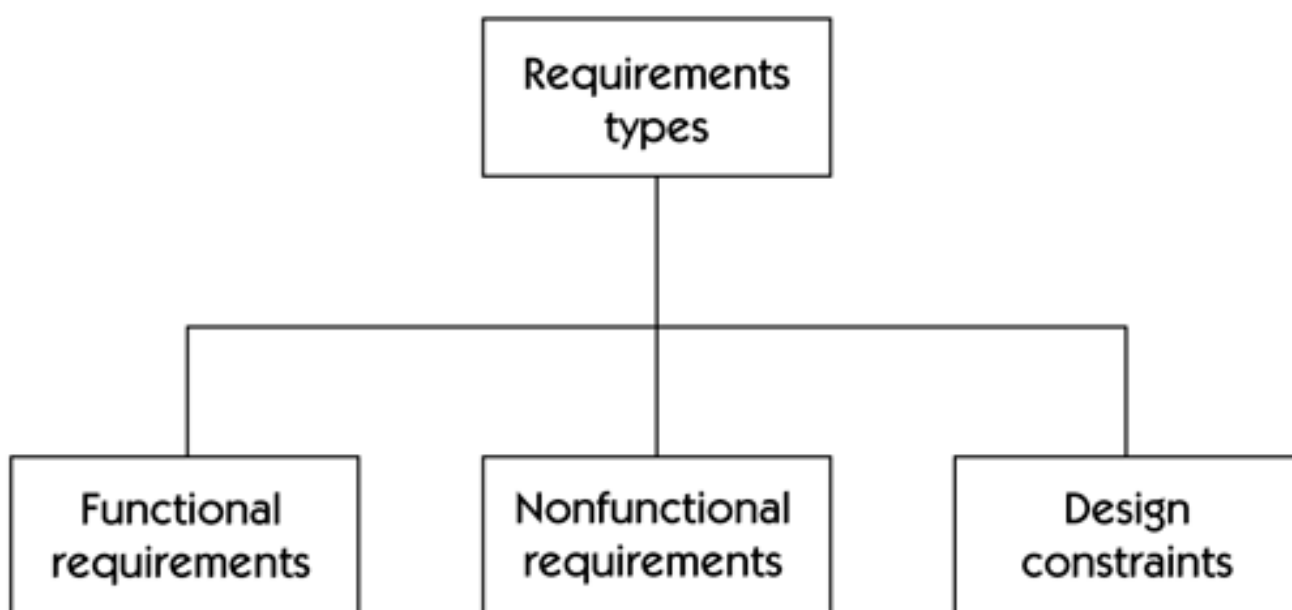 Requirements
types
Functional
requirements
Nonfunctional
requirements
Design
constraints